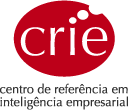 crie
centro de referência em
inteligência empresarial